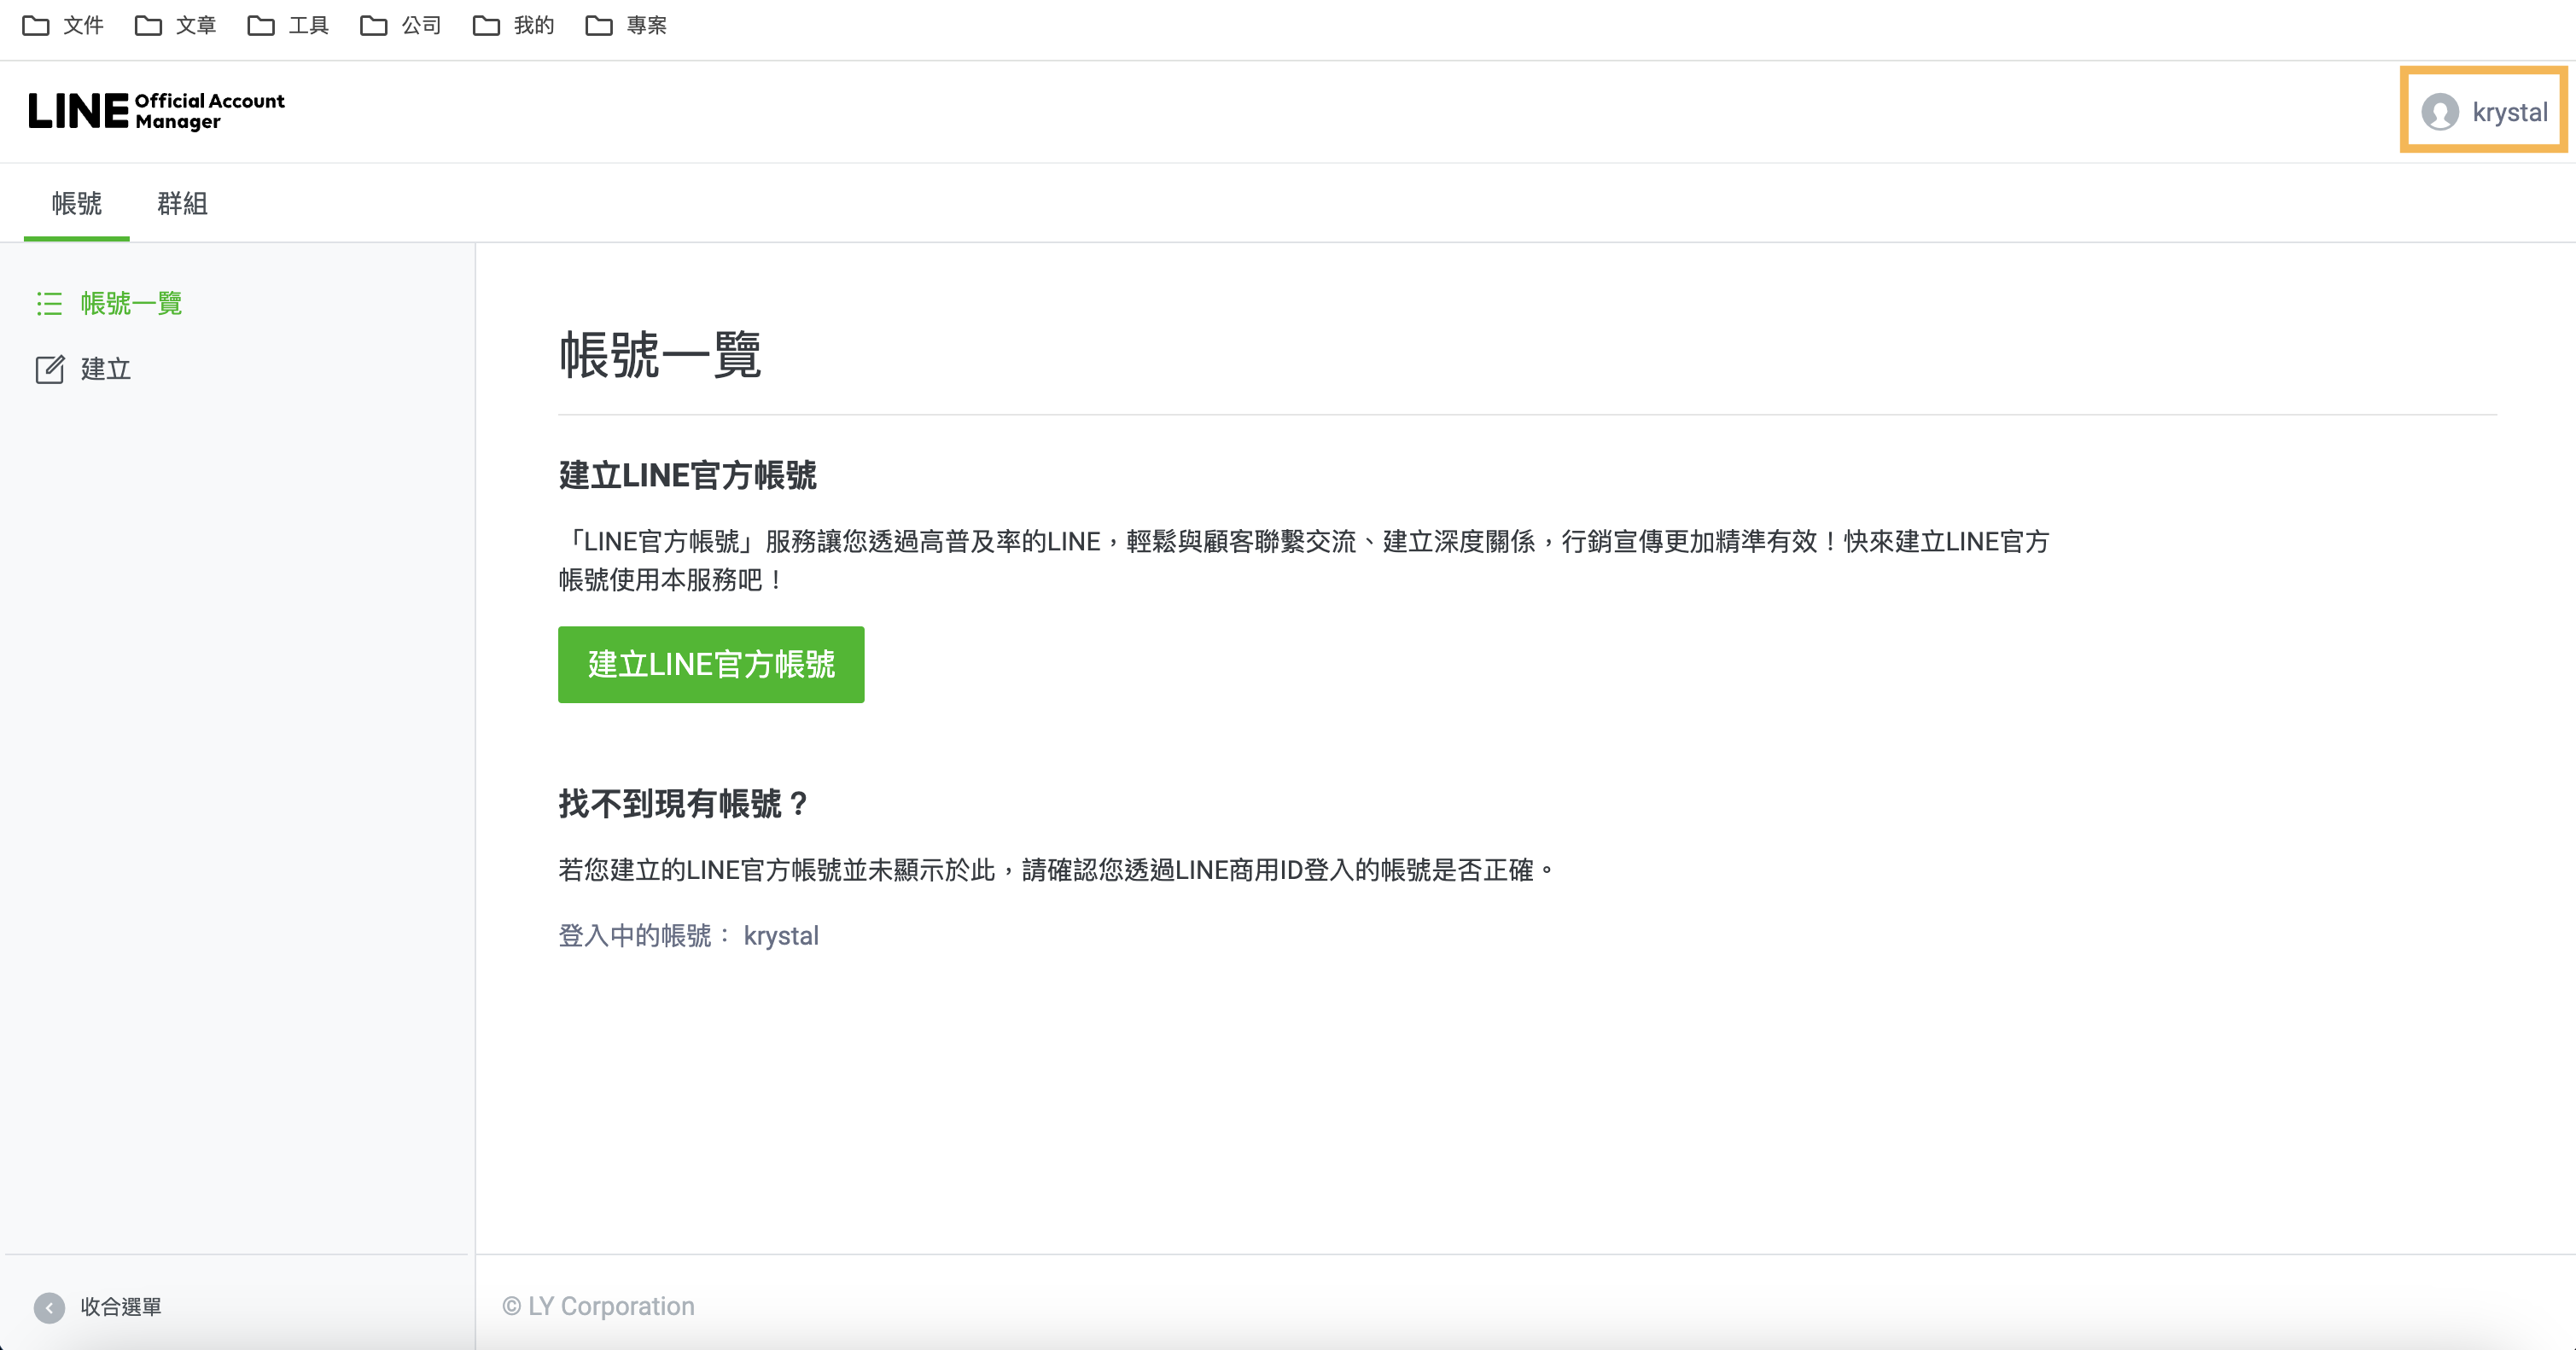 文件 文章 工具 公司 我的 專案
LINE Official Account Manager
krystal
帳號 群組
帳號一覽
建立
帳號一覽
建立LINE官方帳號
「LINE官方帳號」服務讓您透過高普及率的LINE，輕鬆與顧客聯繫交流、建立深度關係，行銷宣傳更加精準有效！快來建立LINE官方
帳號使用本服務吧！
建立LINE官方帳號
找不到現有帳號？
若您建立的LINE官方帳號並未顯示於此，請確認您透過LINE商用ID登入的帳號是否正確。
登入中的帳號： krystal
收合選單
© LY Corporation